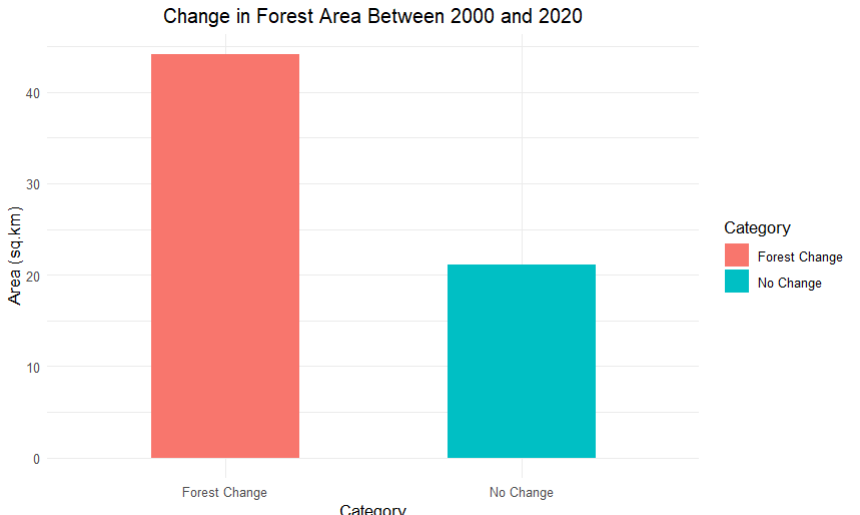 Change in Forest Area Between 2000 and 2020
Area (sq.km)
40
30
20
10
0
Forest Change
No Change
Category
Category
Forest Change
No Change